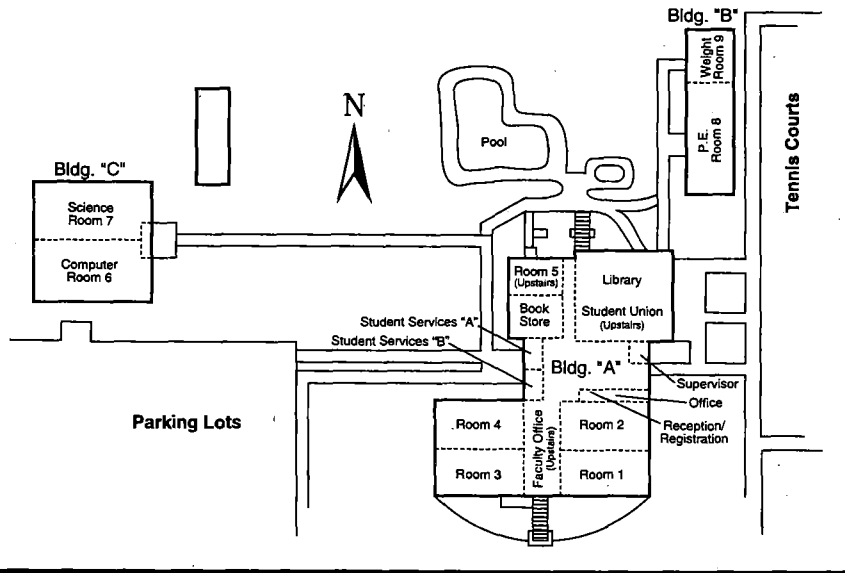 Bldg. "B"
Weight
Room 9
P.E.
Room 8
Tennis Courts
N
Pool
Bldg. "C"
Science
Room 7
Computer
Room 6
Room 5
(Upstairs)
Library
Book
Store
Student Union
(Upstairs)
Student Services "A"
Student Services "B"
Bldg. "A"
Supervisor
Office
Reception/
Registration
Parking Lots
Faculty Office
(Upstairs)
Room 4
Room 2
Room 3
Room 1